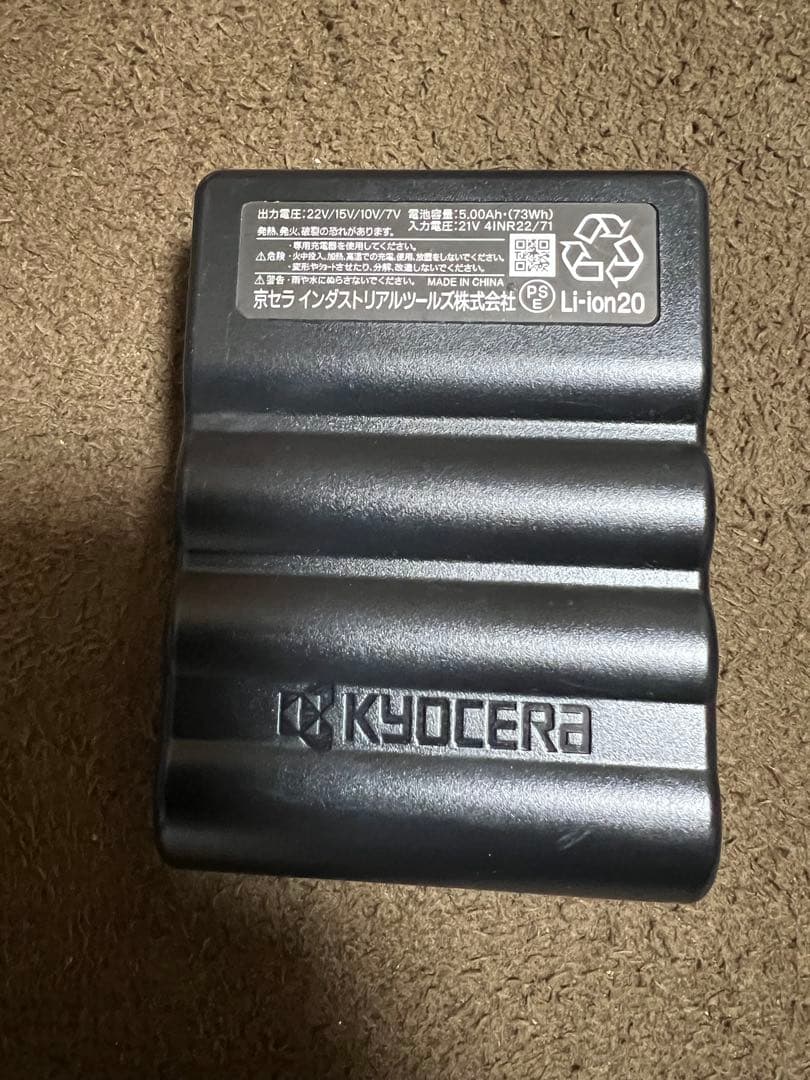 出力電圧:22V/15V/10V/7V 電池容量:5.00Ah・(73Wh)
発熱、発火、破裂の恐れがあります。 入力電圧:21V 4INR22/71
・専用充電器を使用してください。
⚠危険・火中投入、加熱、高温での充電、使用、放置をしないでください。
・変形やショートさせたり、分解、改造しないでください。
⚠警告・雨や水にぬらさないでください。 MADE IN CHINA
京セラ インダストリアルツールズ株式会社 PSE Li-ion20
KYOCERA